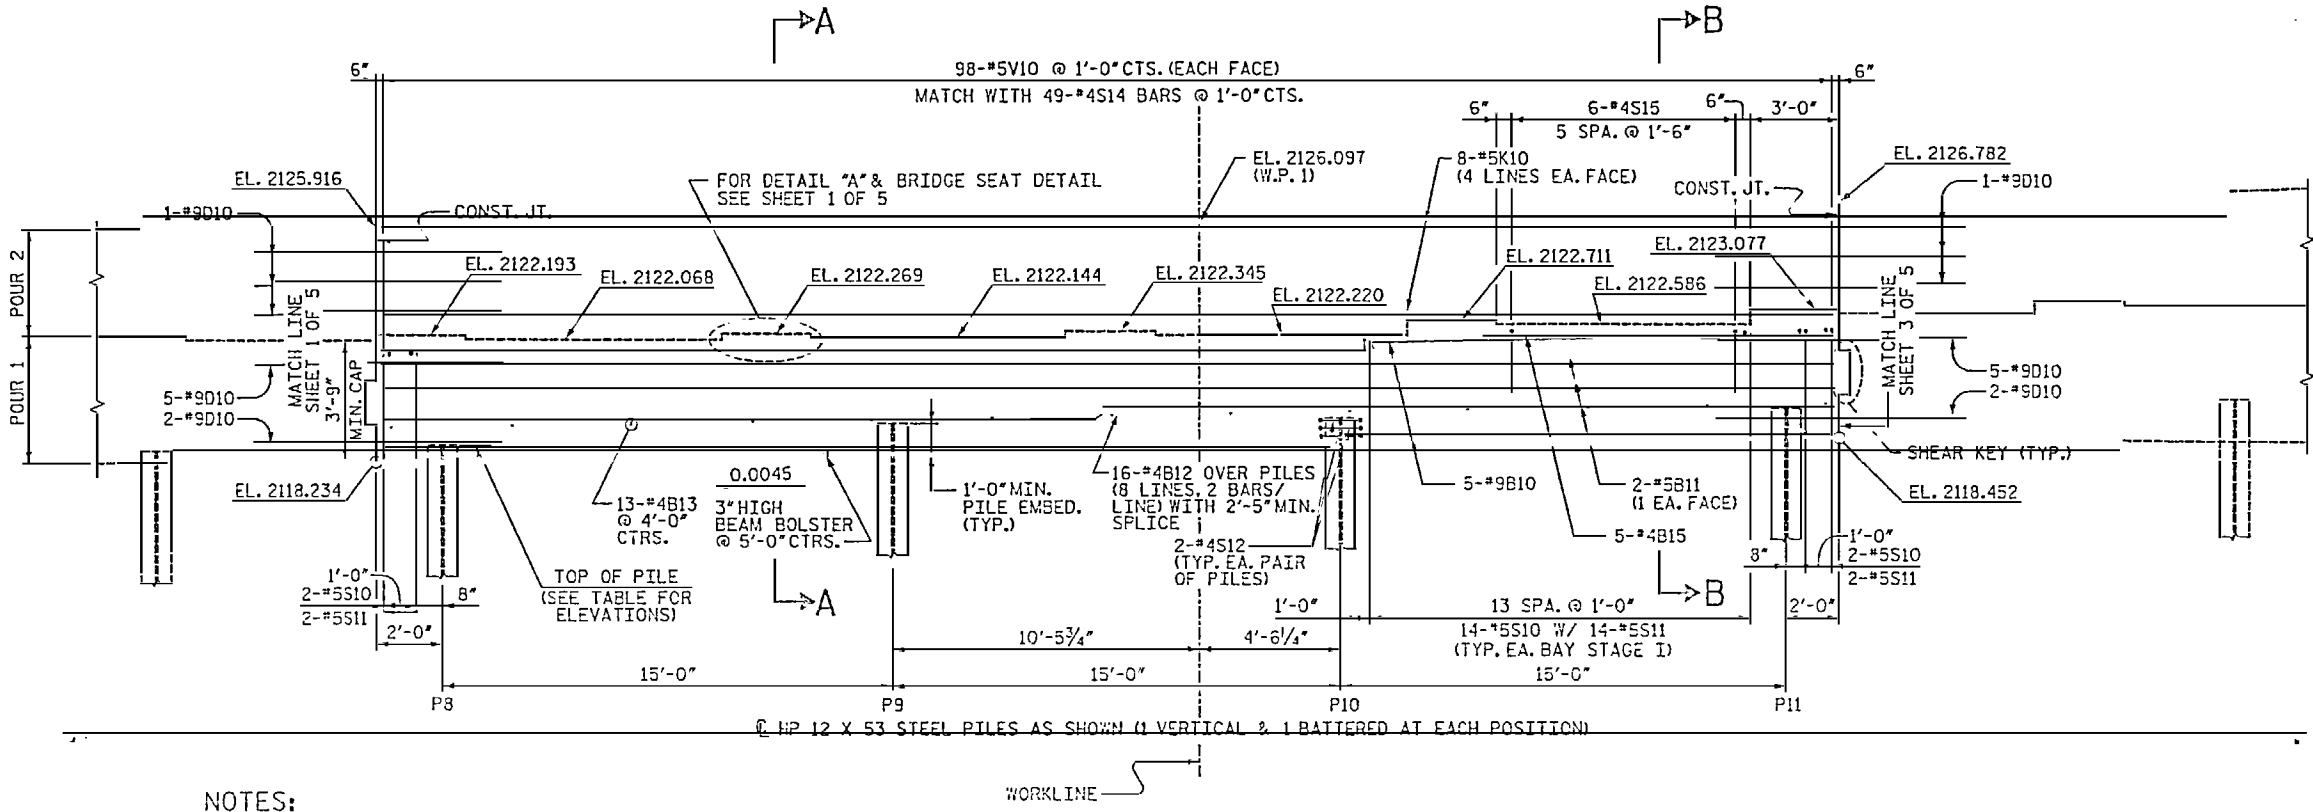 A
B
6"
98-#5V10 @ 1'-0"CTS. (EACH FACE)
6"
MATCH WITH 49-#4S14 BARS @ 1'-0"CTS.
6"
6-#4S15
6"
3'-0"
5 SPA. @ 1'-6"
EL. 2125.916
FOR DETAIL "A" & BRIDGE SEAT DETAIL
SEE SHEET 1 OF 5
EL. 2126.097
(W.P. 1)
8-#5K10
(4 LINES EA. FACE)
EL. 2126.782
CONST. JT.
1-#9D10
1-#9D10
CONST. JT.
POUR 2
EL. 2122.193
EL. 2122.068
EL. 2122.269
EL. 2122.144
EL. 2122.345
EL. 2122.220
EL. 2122.711
EL. 2123.077
EL. 2122.586
MATCH LINE
SHEET 1 OF 5
MATCH LINE
SHEET 3 OF 5
POUR 1
3'-9"
MIN. CAP
5-#9D10
2-#9D10
5-#9D10
2-#9D10
SHEAR KEY (TYP.)
EL. 2118.234
EL. 2118.452
13-#4B13
@ 4'-0"
CTRS.
0.0045
3" HIGH
BEAM BOLSTER
@ 5'-0"CTRS.
1'-0"MIN.
PILE EMBED.
(TYP.)
16-#4B12 OVER PILES
(8 LINES, 2 BARS/
LINE) WITH 2'-5"MIN.
SPLICE
5-#9B10
2-#5B11
(1 EA. FACE)
5-#4B15
2-#4S12
(TYP. EA. PAIR
OF PILES)
TOP OF PILE
(SEE TABLE FOR
ELEVATIONS)
1'-0"
2-#5S10
2-#5S11
8"
2'-0"
8"
1'-0"
2-#5S10
2-#5S11
2'-0"
A
B
1'-0"
13 SPA. @ 1'-0"
14-#5S10 W/ 14-#5S11
(TYP. EA. BAY STAGE I)
10'-5¾"
4'-6¼"
15'-0"
15'-0"
15'-0"
P8
P9
P10
P11
℄ HP 12 X 53 STEEL PILES AS SHOWN (1 VERTICAL & 1 BATTERED AT EACH POSITION)
WORKLINE
NOTES: